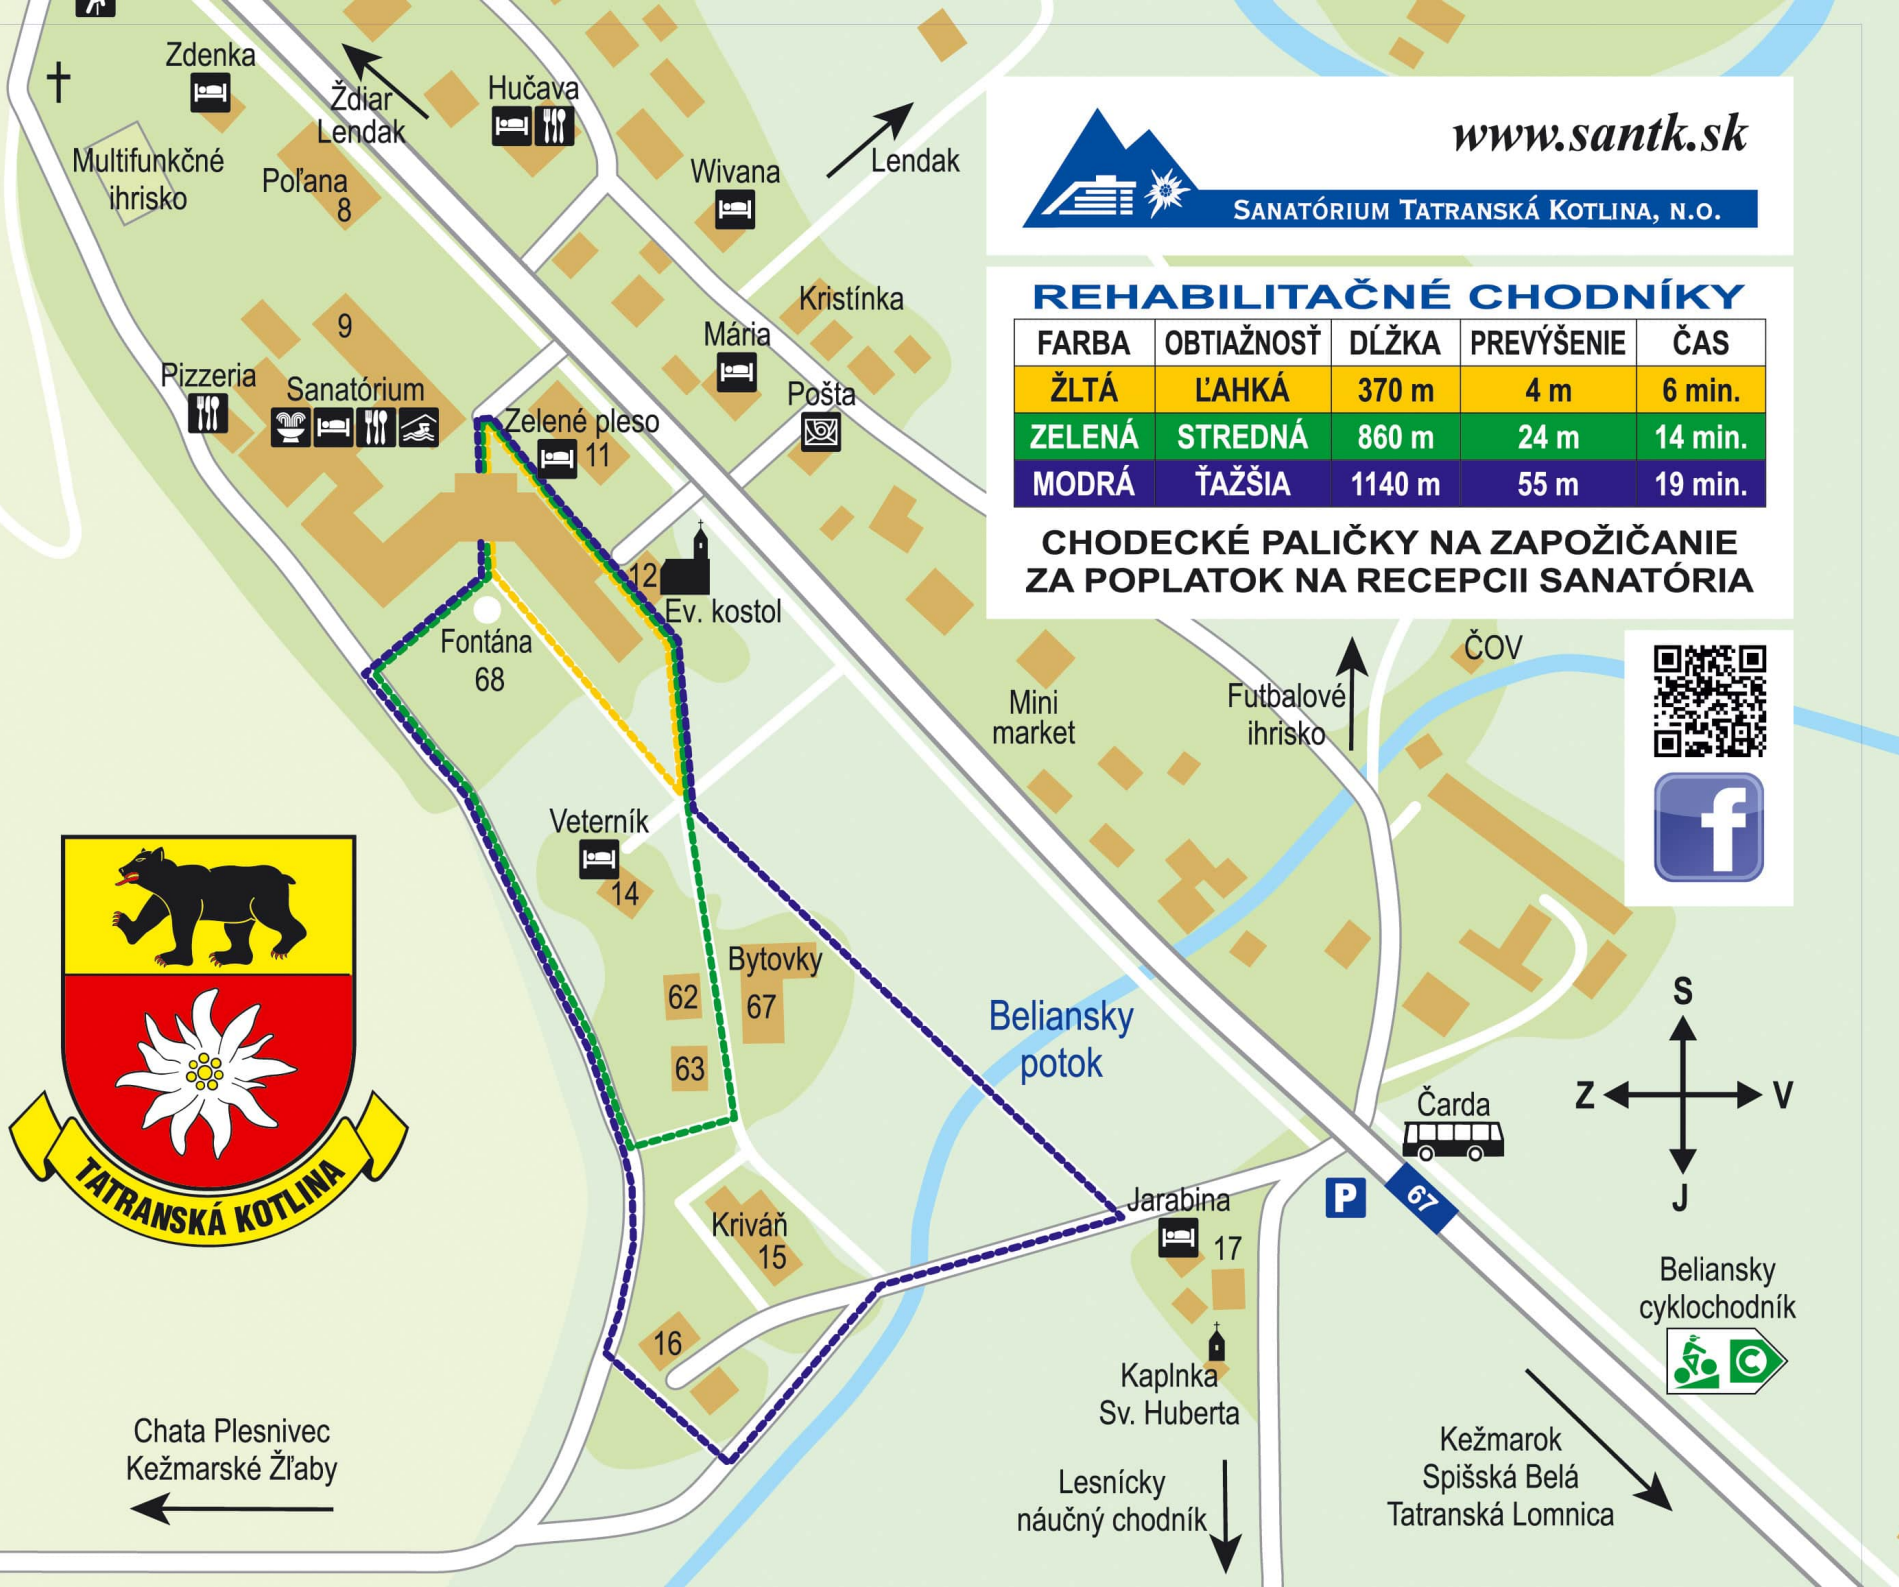 Zdenka
Ždiar
Lendak
Hučava
Multifunkčné
ihrisko
Poľana
8
Wivana
Lendak
www.santk.sk
SANATÓRIUM TATRANSKÁ KOTLINA, N.O.
REHABILITAČNÉ CHODNÍKY
FARBA OBTIAŽNOSŤ DĹŽKA PREVÝŠENIE ČAS
ŽLTÁ ĽAHKÁ 370 m 4 m 6 min.
ZELENÁ STREDNÁ 860 m 24 m 14 min.
MODRÁ ŤAŽŠIA 1140 m 55 m 19 min.
CHODECKÉ PALIČKY NA ZAPOŽIČANIE
ZA POPLATOK NA RECEPCII SANATÓRIA
Kristínka
9
Mária
Pizzeria
Sanatórium
Pošta
Zelené pleso
11
12
Ev. kostol
Fontána
68
Mini
market
Futbalové
ihrisko
ČOV
f
Veterník
14
Bytovky
62
67
63
Beliansky
potok
S
Z
V
J
Čarda
P
67
Jarabina
17
Kriváň
15
16
Kaplnka
Sv. Huberta
Beliansky
cyklochodník
C
TATRANSKÁ KOTLINA
Chata Plesnivec
Kežmarské Žľaby
Lesnícky
náučný chodník
Kežmarok
Spišská Belá
Tatranská Lomnica